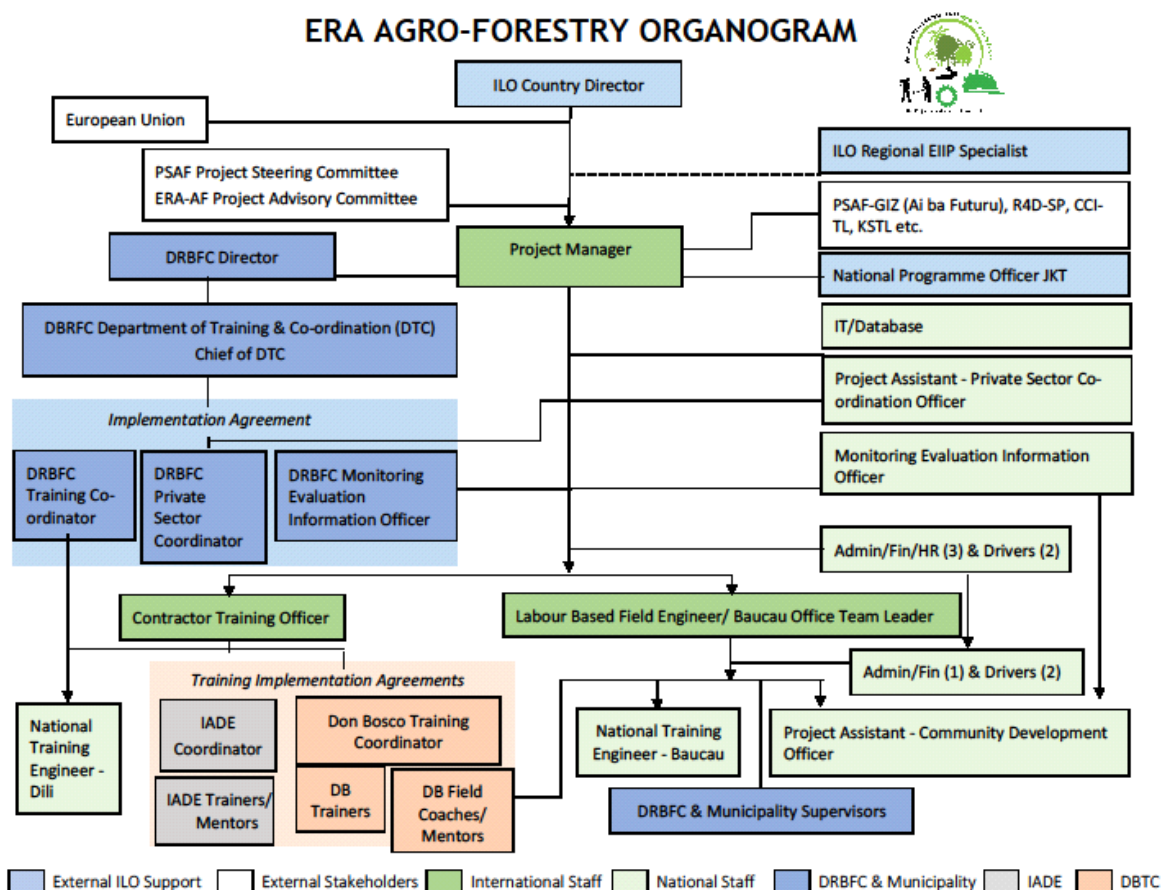 ERA AGRO-FORESTRY ORGANOGRAM
ILO Country Director
European Union
ILO Regional EIIP Specialist
PSAF Project Steering Committee
ERA-AF Project Advisory Committee
PSAF-GIZ (Ai ba Futuru), R4D-SP, CCI-
TL, KSTL etc.
Project Manager
DRBFC Director
National Programme Officer JKT
DBRFC Department of Training & Co-ordination (DTC)
Chief of DTC
IT/Database
Project Assistant - Private Sector Co-
ordination Officer
Implementation Agreement
DRBFC
Training Co-
ordinator
DRBFC
Private
Sector
Coordinator
DRBFC Monitoring
Evaluation
Information Officer
Monitoring Evaluation Information
Officer
Admin/Fin/HR (3) & Drivers (2)
Contractor Training Officer
Labour Based Field Engineer/ Baucau Office Team Leader
Admin/Fin (1) & Drivers (2)
Training Implementation Agreements
National
Training
Engineer -
Dili
IADE
Coordinator
Don Bosco Training
Coordinator
National Training
Engineer - Baucau
Project Assistant - Community Development
Officer
IADE Trainers/
Mentors
DB
Trainers
DB Field
Coaches/
Mentors
DRBFC & Municipality Supervisors
External ILO Support
External Stakeholders
International Staff
National Staff
DRBFC & Municipality
IADE
DBTC